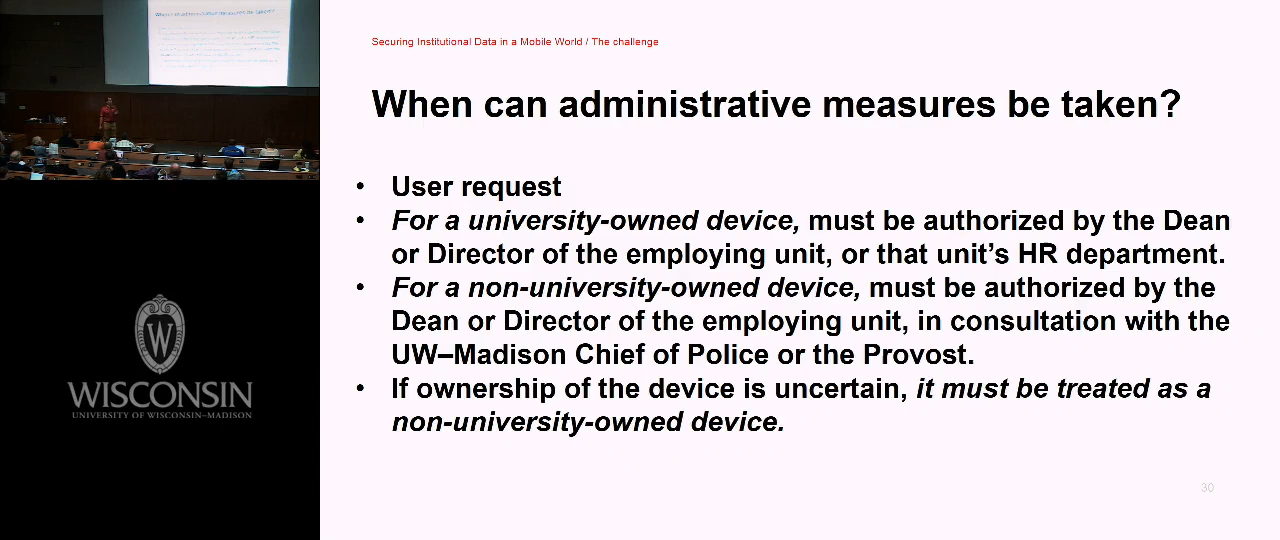 Securing Institutional Data in a Mobile World / The challenge
When can administrative measures be taken?
• User request
• For a university-owned device, must be authorized by the Dean
or Director of the employing unit, or that unit’s HR department.
• For a non-university-owned device, must be authorized by the
Dean or Director of the employing unit, in consultation with the
UW–Madison Chief of Police or the Provost.
• If ownership of the device is uncertain, it must be treated as a
non-university-owned device.
30
W
WISCONSIN
UNIVERSITY OF WISCONSIN–MADISON